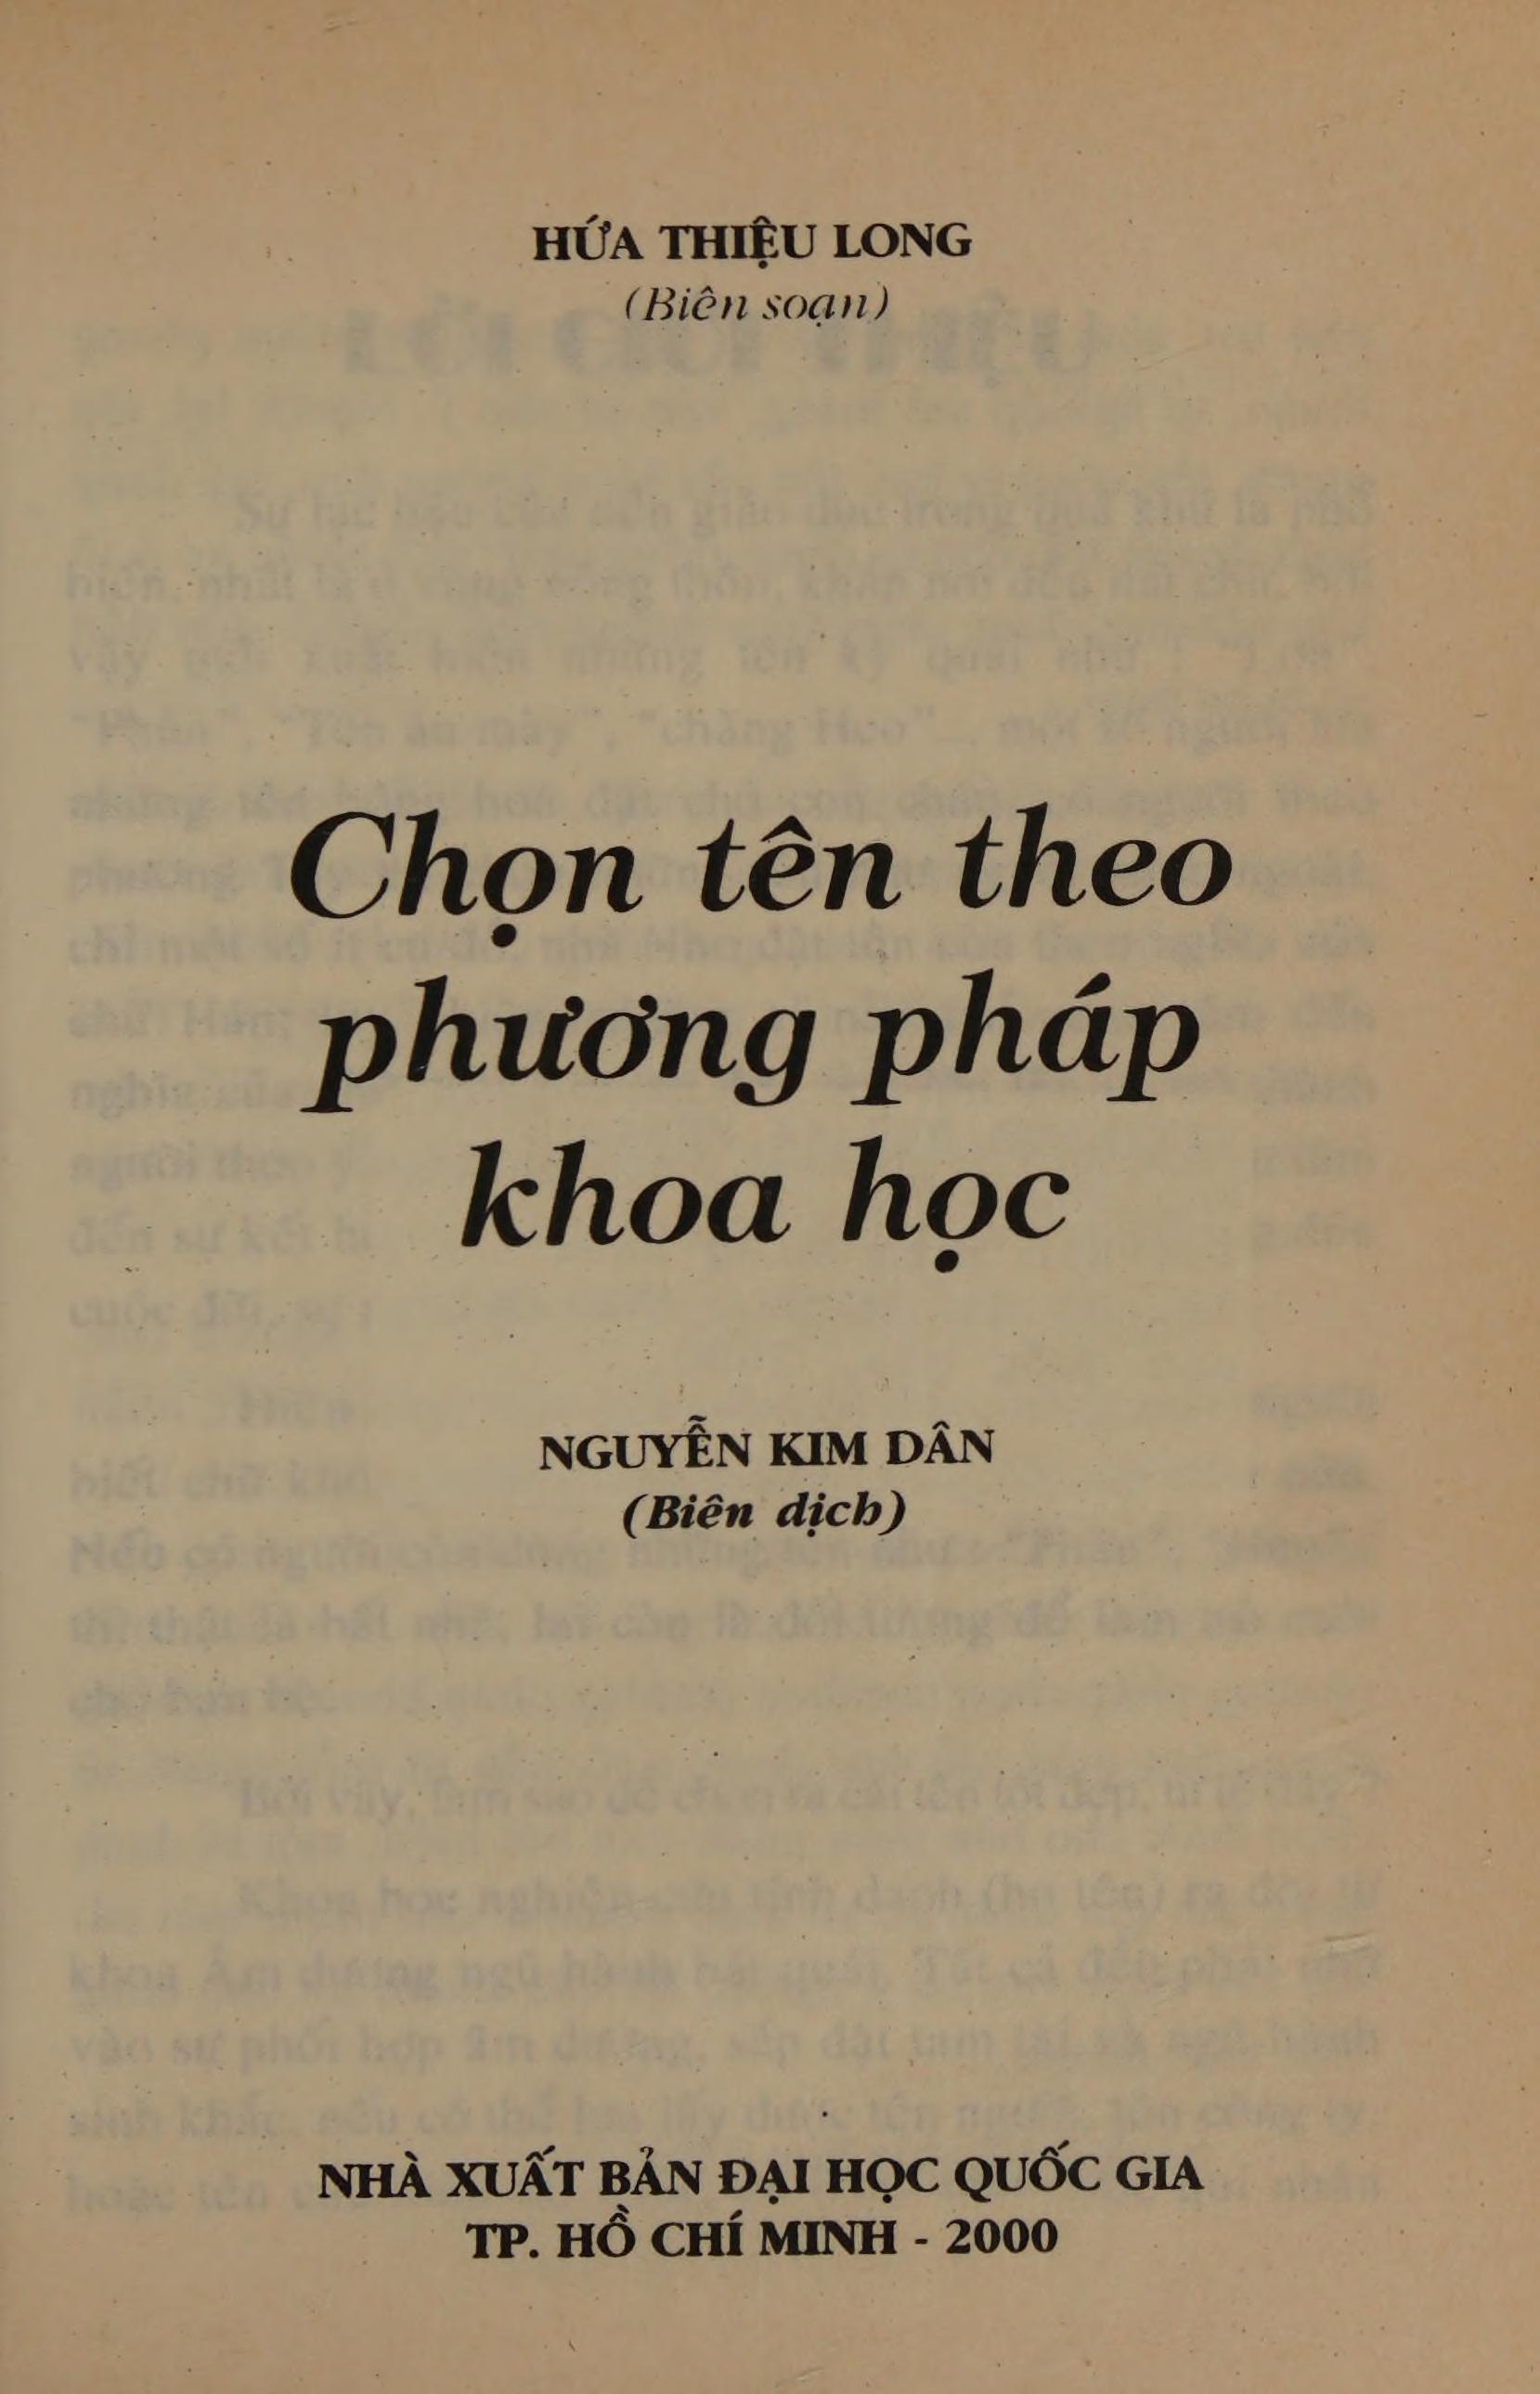 HỨA THIỆU LONG
(Biên soạn)
Chọn tên theo
phương pháp
khoa học
NGUYỄN KIM DÂN
(Biên dịch)
NHÀ XUẤT BẢN ĐẠI HỌC QUỐC GIA
TP. HỒ CHÍ MINH - 2000